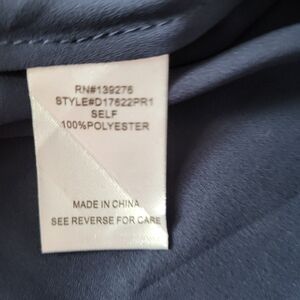 RN#139276
STYLE#D17622PR1
SELF
100%POLYESTER
MADE IN CHINA
SEE REVERSE FOR CARE